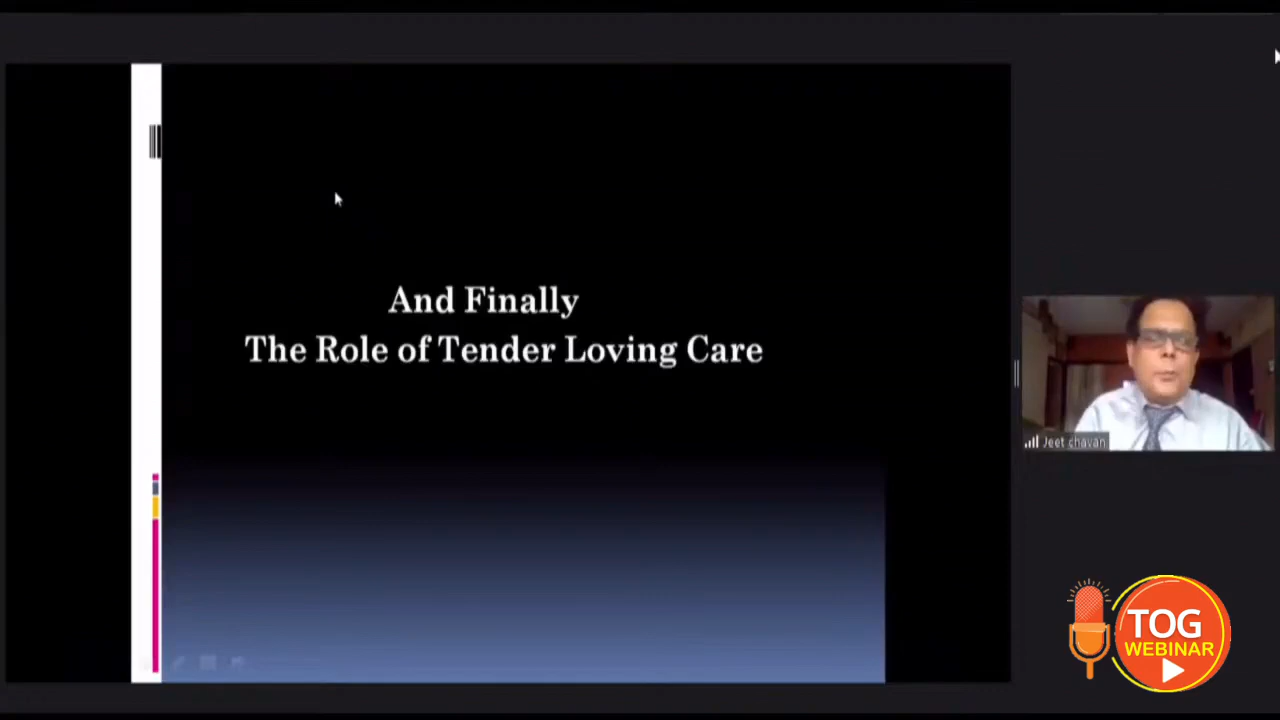 And Finally
The Role of Tender Loving Care
Jeet chavan
TOG
WEBINAR